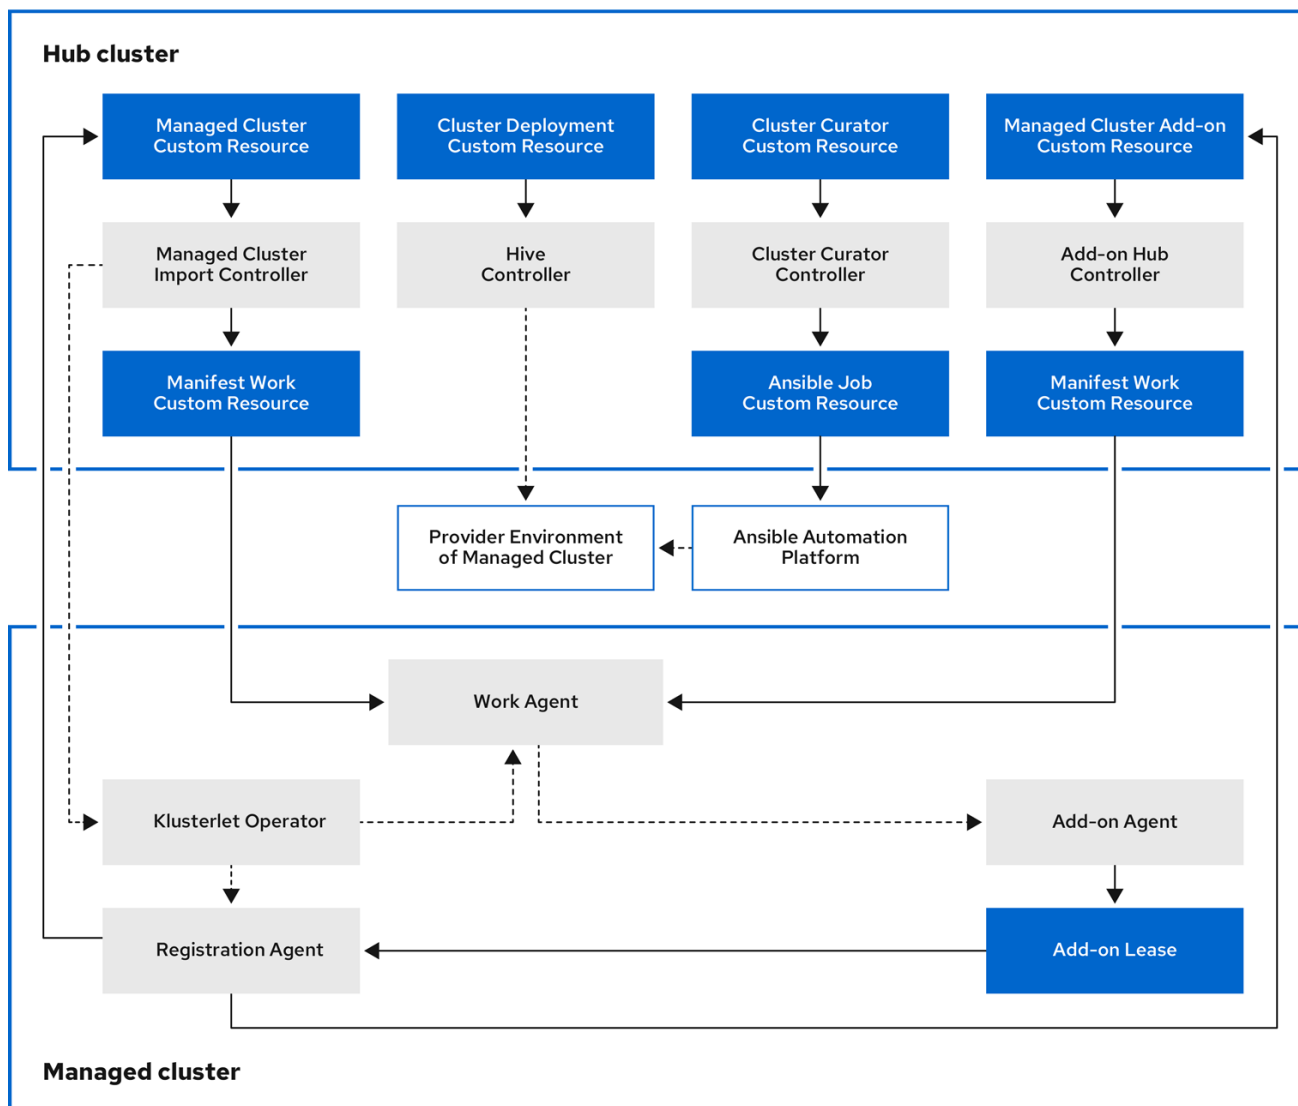 Hub cluster
Managed Cluster
Custom Resource
Cluster Deployment
Custom Resource
Cluster Curator
Custom Resource
Managed Cluster Add-on
Custom Resource
Managed Cluster
Import Controller
Hive
Controller
Cluster Curator
Controller
Add-on Hub
Controller
Manifest Work
Custom Resource
Ansible Job
Custom Resource
Manifest Work
Custom Resource
Provider Environment
of Managed Cluster
Ansible Automation
Platform
Work Agent
Klusterlet Operator
Add-on Agent
Registration Agent
Add-on Lease
Managed cluster